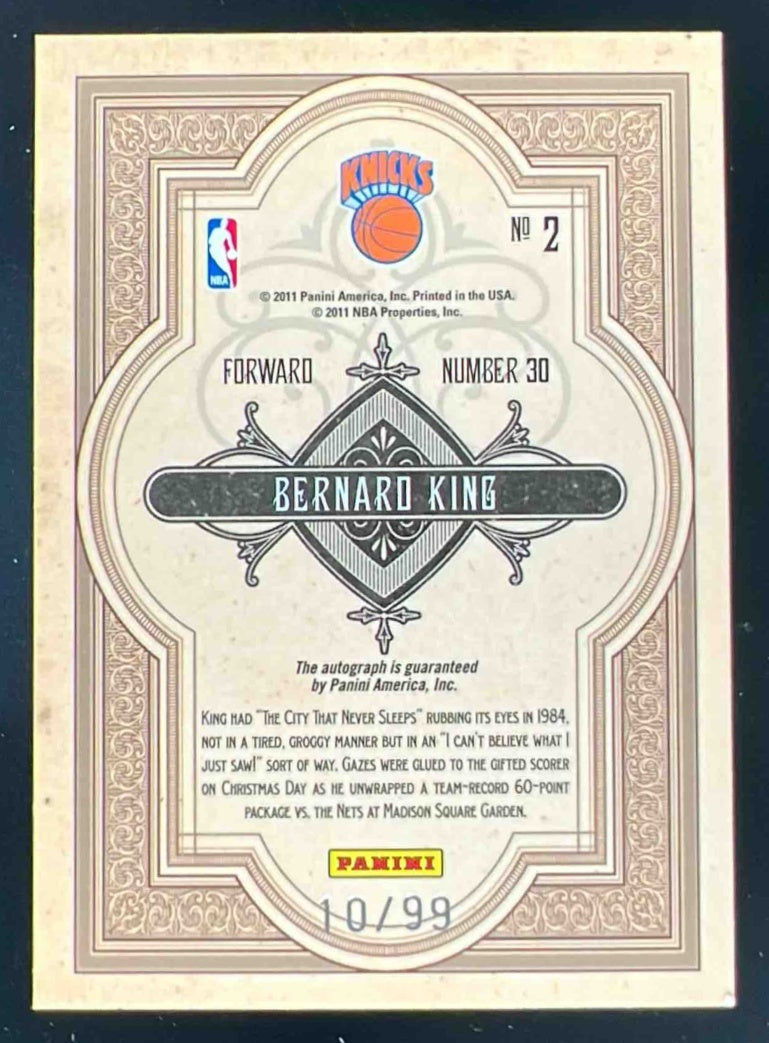 KNICKS
NBA
Nº 2
© 2011 Panini America, Inc. Printed in the USA.
© 2011 NBA Properties, Inc.
FORWARD NUMBER 30
BERNARD KING
The autograph is guaranteed
by Panini America, Inc.
King had "The City That Never Sleeps" rubbing its eyes in 1984,
not in a tired, groggy manner but in an "I can't believe what I
just saw!" sort of way. Gazes were glued to the gifted scorer
on Christmas Day as he unwrapped a team-record 60-point
package vs. the Nets at Madison Square Garden.
PANINI
10/99